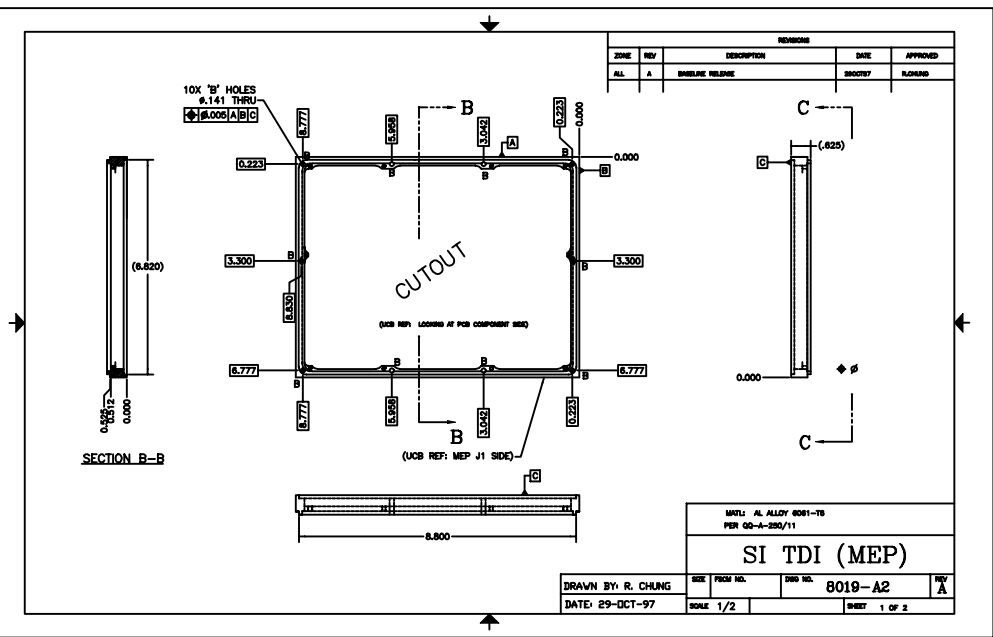 REVISIONS
ZONE REV DESCRIPTION DATE APPROVED
ALL A BASELINE RELEASE 29OCT97 R.CHUNG
10X 'B' HOLES
Ø.141 THRU
Ø.005 A B C
8.777
5.958
B
3.042
0.223
0.000
C
A
B
0.000
(.625)
C
0.223
B
B
B
B
B
(6.820)
3.300
B
B
3.300
CUTOUT
8.830
(UCB REF: LOOKING AT PCB COMPONENT SIDE)
6.777
B
B
B
B
6.777
0.000
Ø
0.525
0.512
0.000
8.777
5.958
B
3.042
0.223
C
SECTION B-B
(UCB REF: MEP J1 SIDE)
C
8.800
MATL: AL ALLOY 6061-T6
PER QQ-A-250/11
SI TDI (MEP)
DRAWN BY: R. CHUNG
SIZE FSCM NO. DWG NO. 8019-A2 REV A
DATE: 29-OCT-97
SCALE 1/2 SHEET 1 OF 2